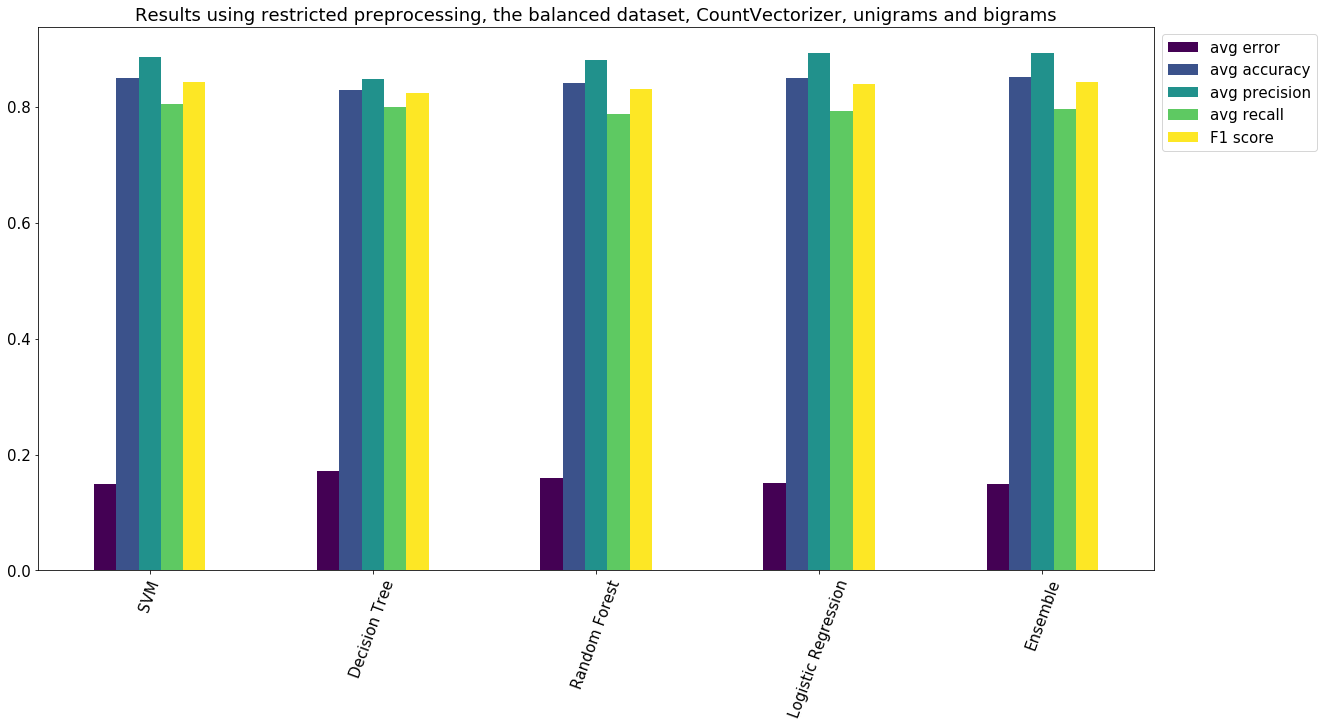 Results using restricted preprocessing, the balanced dataset, CountVectorizer, unigrams and bigrams
avg error
avg accuracy
avg precision
avg recall
F1 score
0.8
0.6
0.4
0.2
0.0
SVM
Decision Tree
Random Forest
Logistic Regression
Ensemble